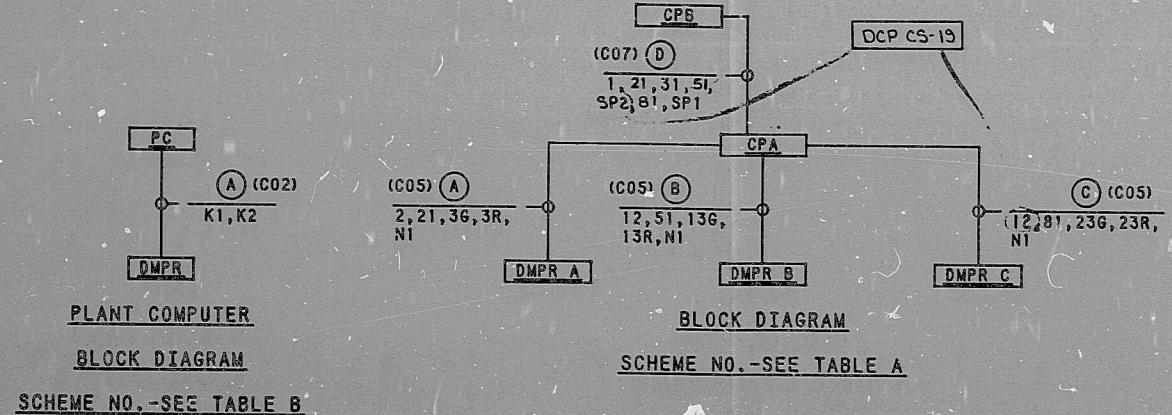 CPB
DCP CS-19
(C07) D
1, 21, 31, 51,
SP2, 81, SP1
PC
CPA
A (C02)
K1, K2
(C05) A
2, 21, 3G, 3R,
N1
(C05) B
12, 51, 13G,
13R, N1
C (C05)
(12, 81, 23G, 23R,
N1
DMPR
DMPR A
DMPR B
DMPR C
PLANT COMPUTER
BLOCK DIAGRAM
SCHEME NO.-SEE TABLE B
BLOCK DIAGRAM
SCHEME NO.-SEE TABLE A